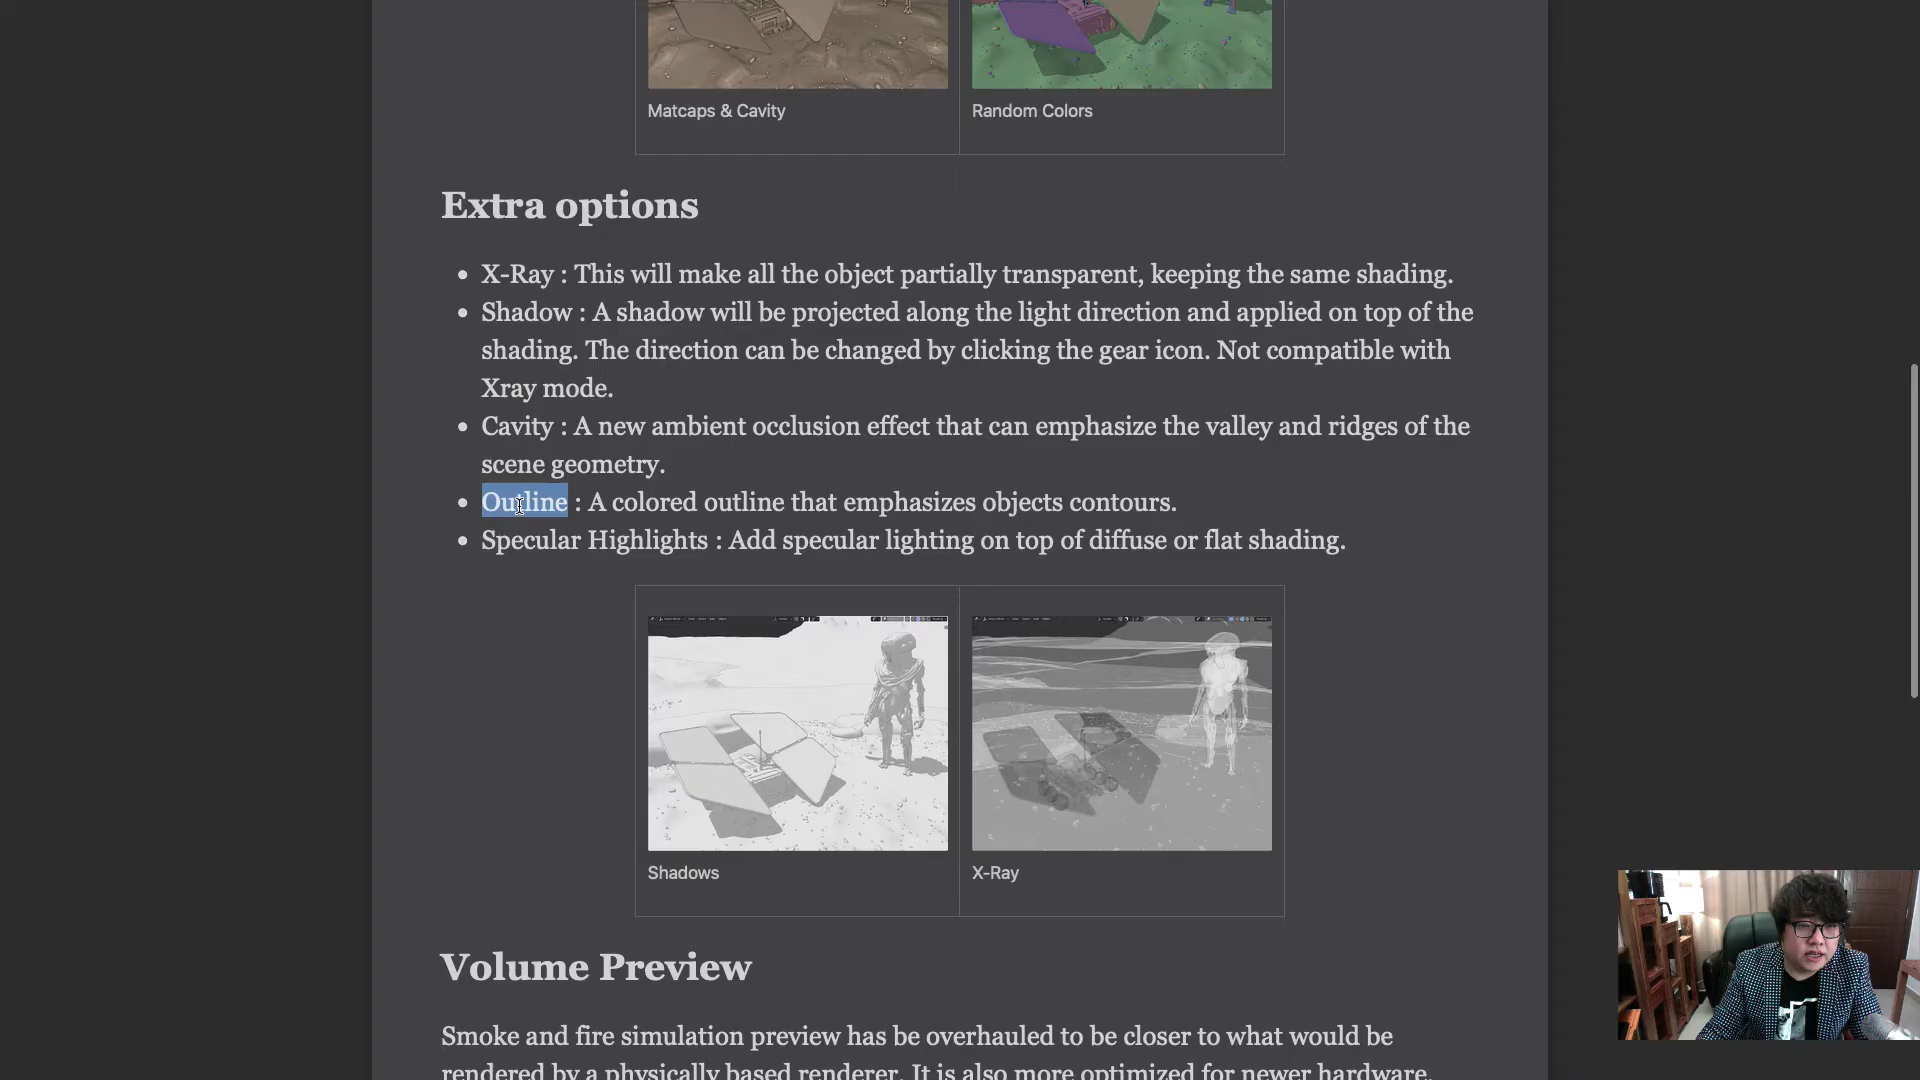 Matcaps & Cavity
Random Colors
Extra options
X-Ray : This will make all the object partially transparent, keeping the same shading.
Shadow : A shadow will be projected along the light direction and applied on top of the
shading. The direction can be changed by clicking the gear icon. Not compatible with
Xray mode.
Cavity : A new ambient occlusion effect that can emphasize the valley and ridges of the
scene geometry.
Outline : A colored outline that emphasizes objects contours.
Specular Highlights : Add specular lighting on top of diffuse or flat shading.
Shadows
X-Ray
Volume Preview
Smoke and fire simulation preview has be overhauled to be closer to what would be
rendered by a physically based renderer. It is also more optimized for newer hardware.